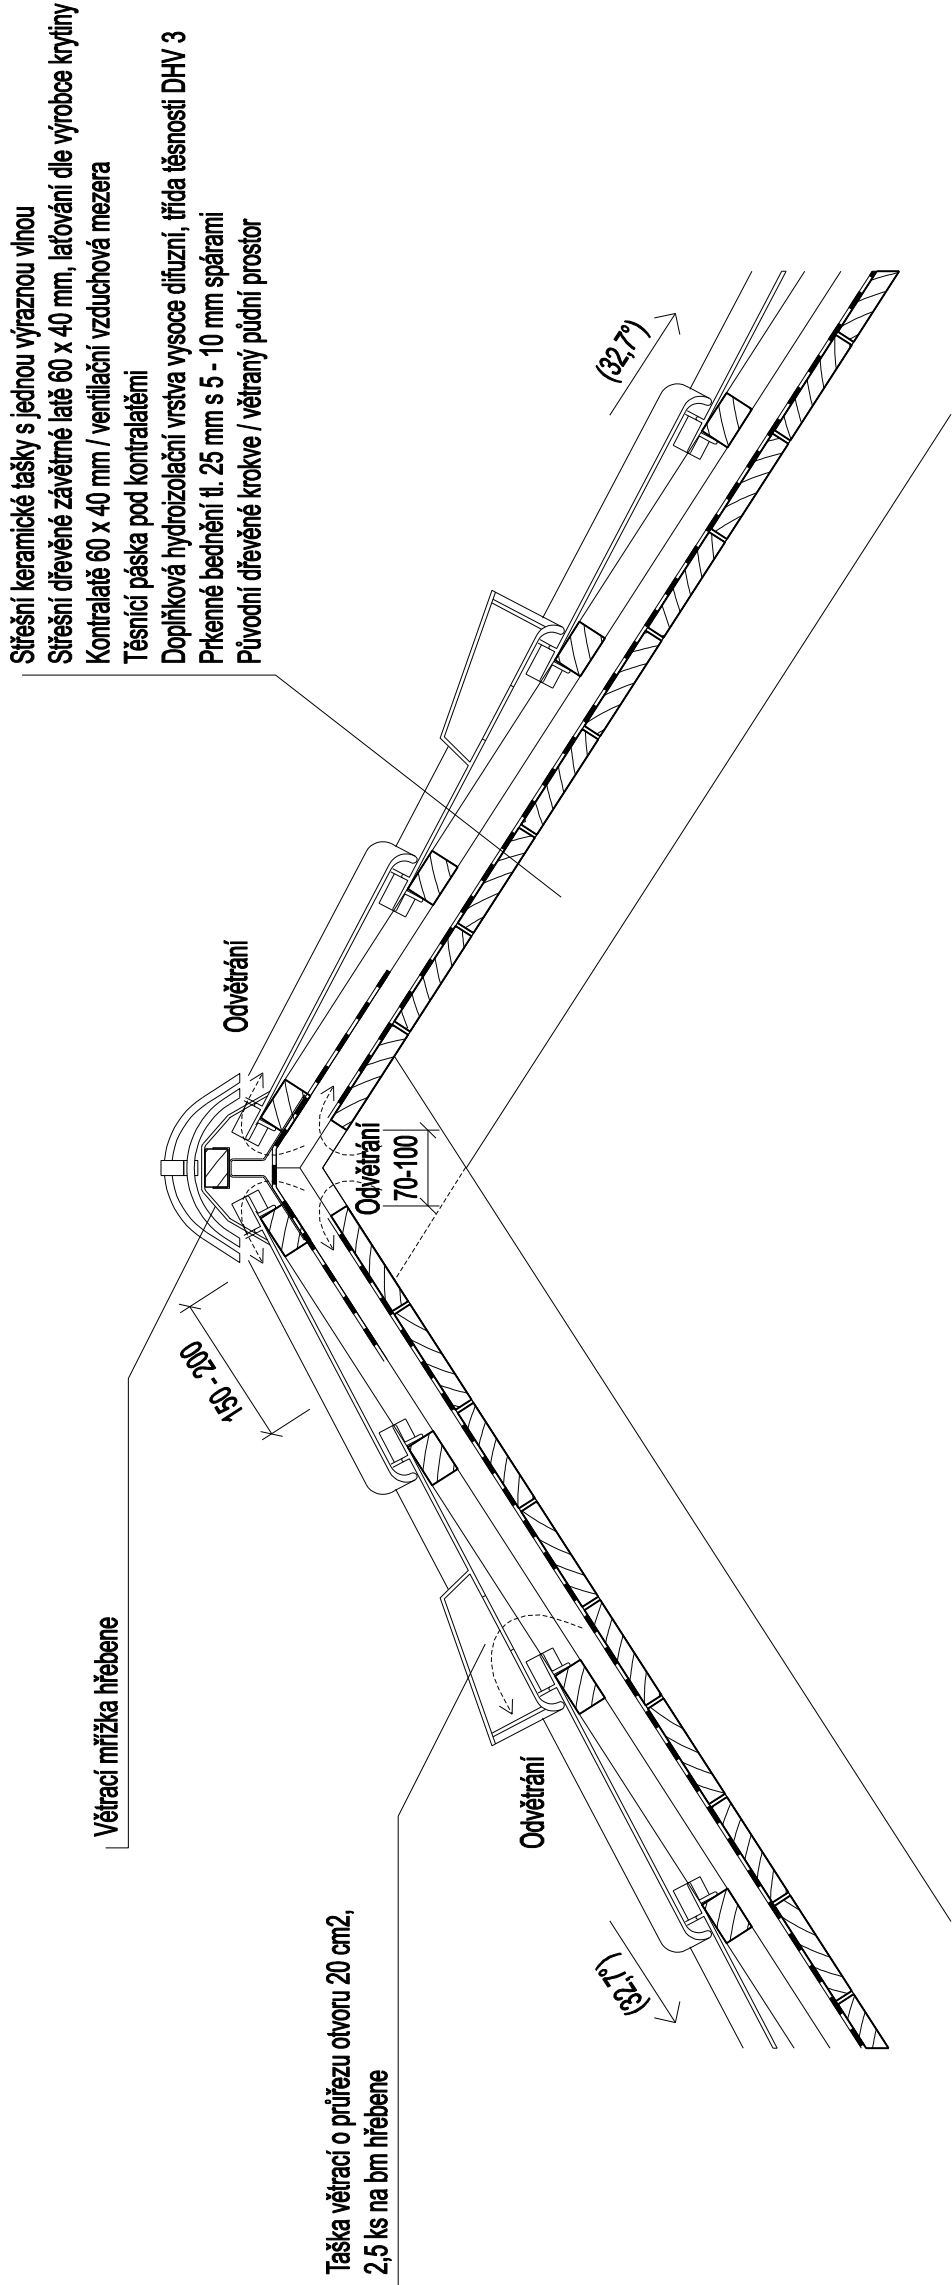 Střešní keramické tašky s jednou výraznou vlnou
Střešní dřevěné závětrné latě 60 x 40 mm, laťování dle výrobce krytiny
Kontralatě 60 x 40 mm / ventilační vzduchová mezera
Těsnící páska pod kontralatěmi
Doplňková hydroizolační vrstva vysoce difuzní, třída těsnosti DHV 3
Prkenné bednění tl. 25 mm s 5 - 10 mm spárami
Původní dřevěné krokve / větraný půdní prostor
Větrací mřížka hřebene
150 - 200
Odvětrání
Odvětrání
70-100
Taška větrací o průřezu otvoru 20 cm2,
2,5 ks na bm hřebene
Odvětrání
(32,7°)
(32,7°)